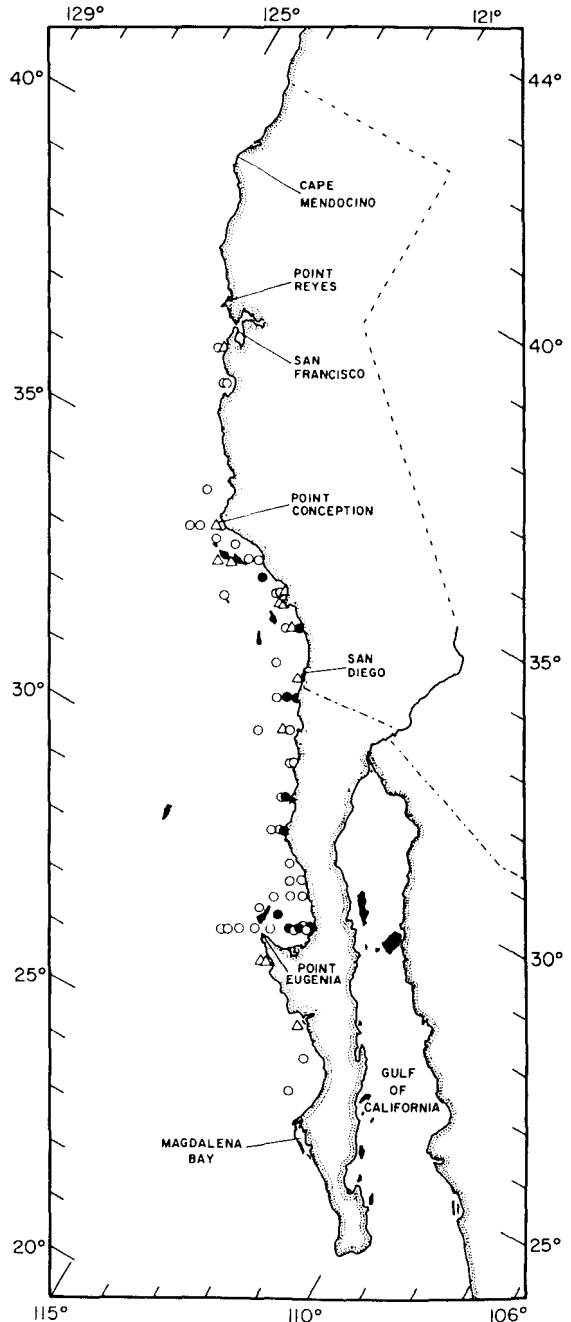 129° 125° 121°
40° 44°
CAPE
MENDOCINO
POINT
REYES
SAN
FRANCISCO
40°
35°
POINT
CONCEPTION
SAN
DIEGO
35°
30°
POINT
EUGENIA
30°
25°
GULF
OF
CALIFORNIA
MAGDALENA
BAY
20° 25°
115° 110° 106°